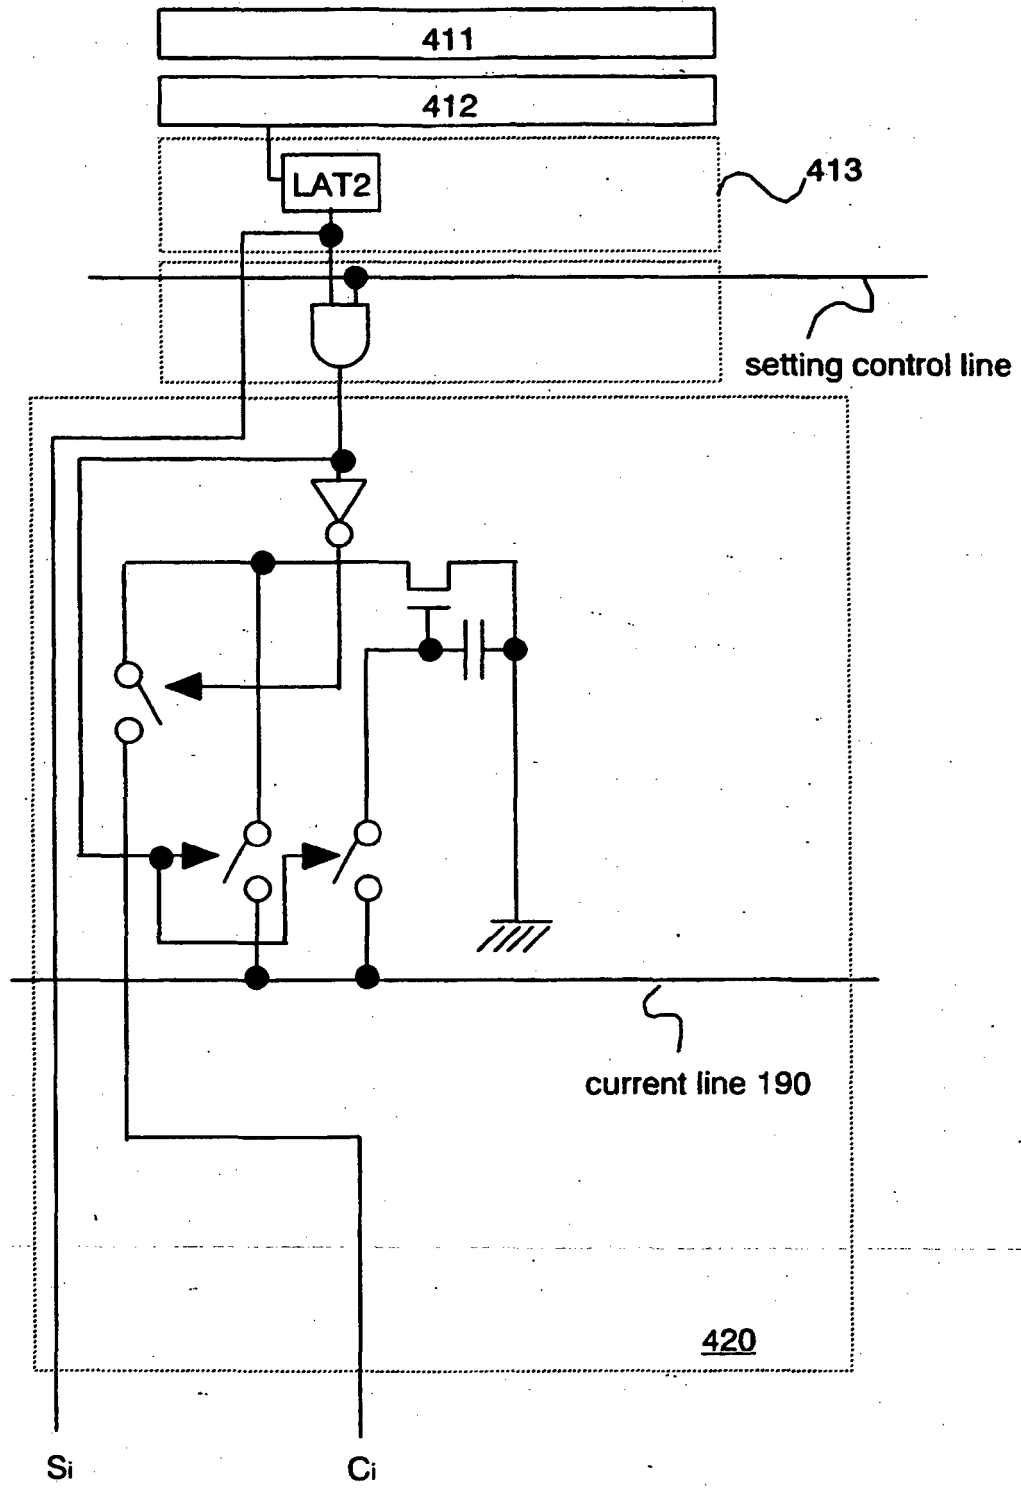 411
412
LAT2
413
setting control line
current line 190
420
Si
Ci